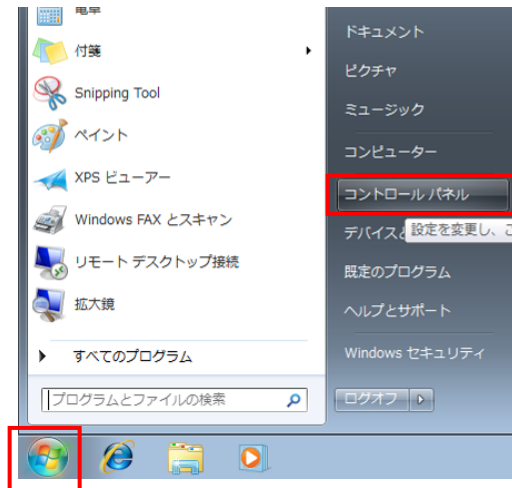 電卓
付箋
Snipping Tool
ペイント
XPS ビューアー
Windows FAX とスキャン
リモート デスクトップ接続
拡大鏡
すべてのプログラム
プログラムとファイルの検索
ドキュメント
ピクチャ
ミュージック
コンピューター
コントロール パネル
デバイスと
設定を変更し、こ
既定のプログラム
ヘルプとサポート
Windows セキュリティ
ログオフ